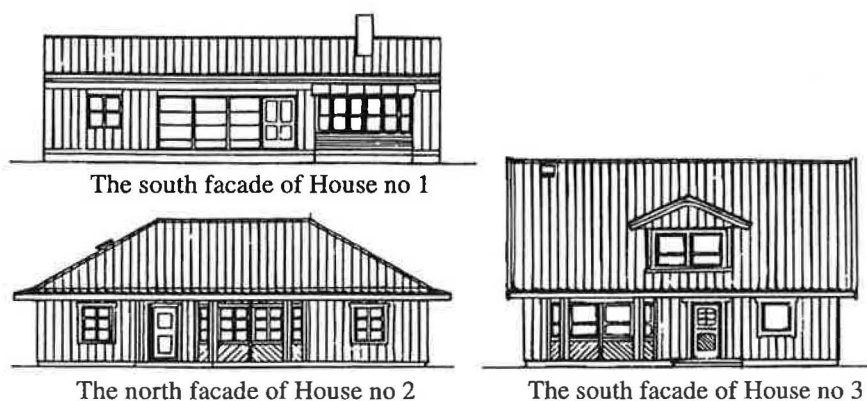 The south facade of House no 1
The north facade of House no 2
The south facade of House no 3